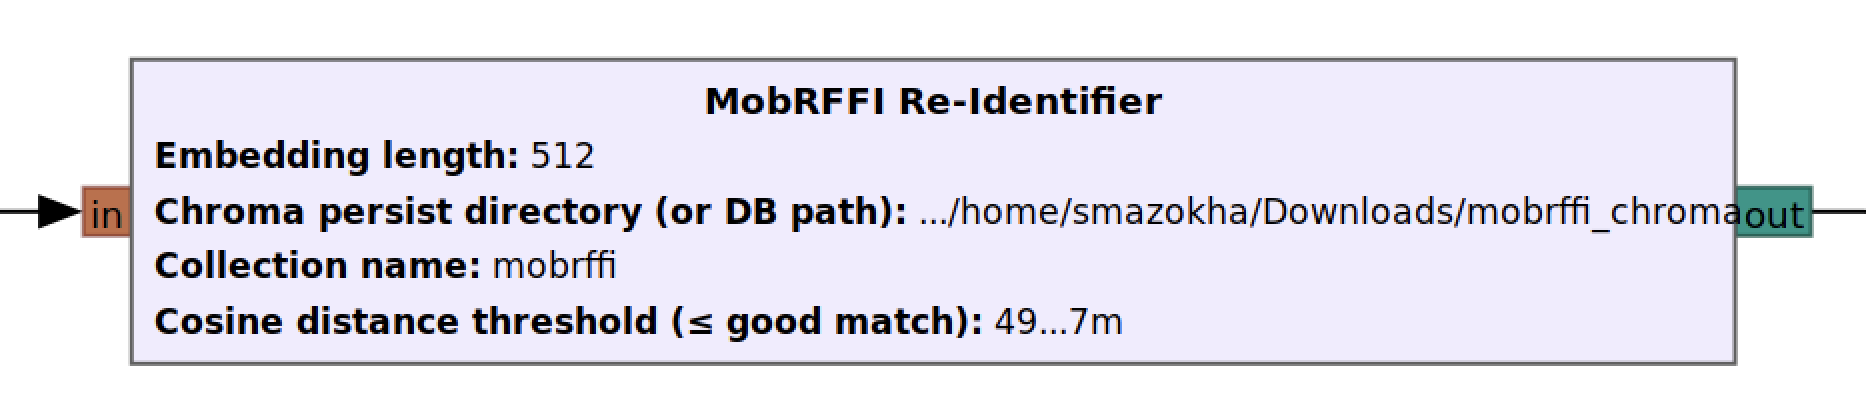 MobRFFI Re-Identifier
Embedding length: 512
in
Chroma persist directory (or DB path): .../home/smazokha/Downloads/mobrffi_chroma
out
Collection name: mobrffi
Cosine distance threshold (≤ good match): 49...7m